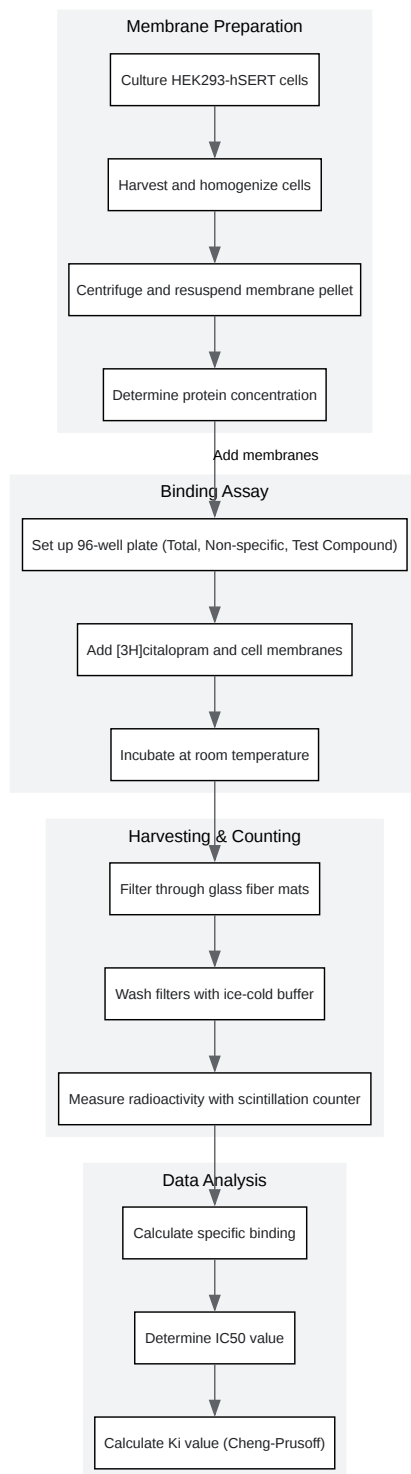 Membrane Preparation
Culture HEK293-hSERT cells
Harvest and homogenize cells
Centrifuge and resuspend membrane pellet
Determine protein concentration
Add membranes
Binding Assay
Set up 96-well plate (Total, Non-specific, Test Compound)
Add [3H]citalopram and cell membranes
Incubate at room temperature
Harvesting & Counting
Filter through glass fiber mats
Wash filters with ice-cold buffer
Measure radioactivity with scintillation counter
Data Analysis
Calculate specific binding
Determine IC50 value
Calculate Ki value (Cheng-Prusoff)